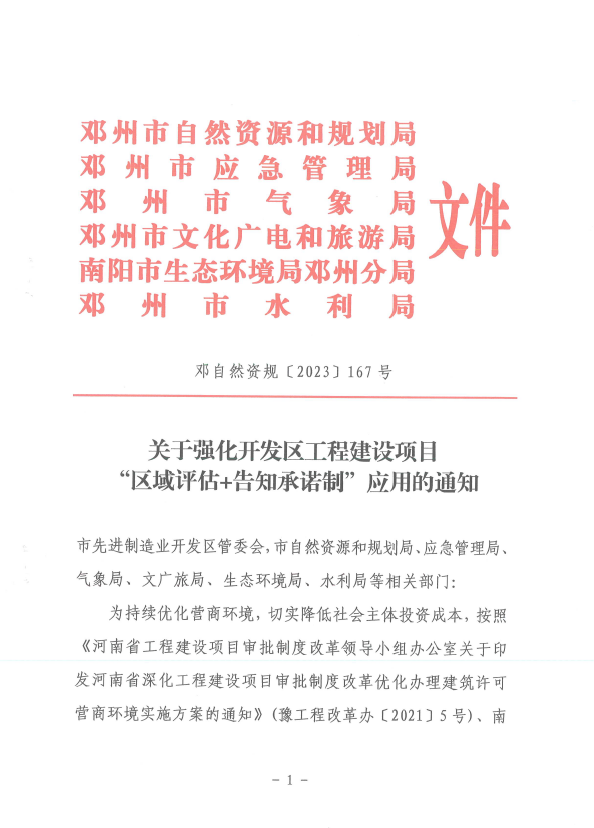 邓州市自然资源和规划局
邓州市应急管理局
邓州市气象局
邓州市文化广电和旅游局
南阳市生态环境局邓州分局
邓州市水利局
文件
邓自然资规〔2023〕167号
关于强化开发区工程建设项目
“区域评估+告知承诺制”应用的通知
市先进制造业开发区管委会,市自然资源和规划局、应急管理局、
气象局、文广旅局、生态环境局、水利局等相关部门:
为持续优化营商环境，切实降低社会主体投资成本，按照
《河南省工程建设项目审批制度改革领导小组办公室关于印
发河南省深化工程建设项目审批制度改革优化办理建筑许可
营商环境实施方案的通知》(豫工程改革办〔2021〕5号)、南
- 1 -